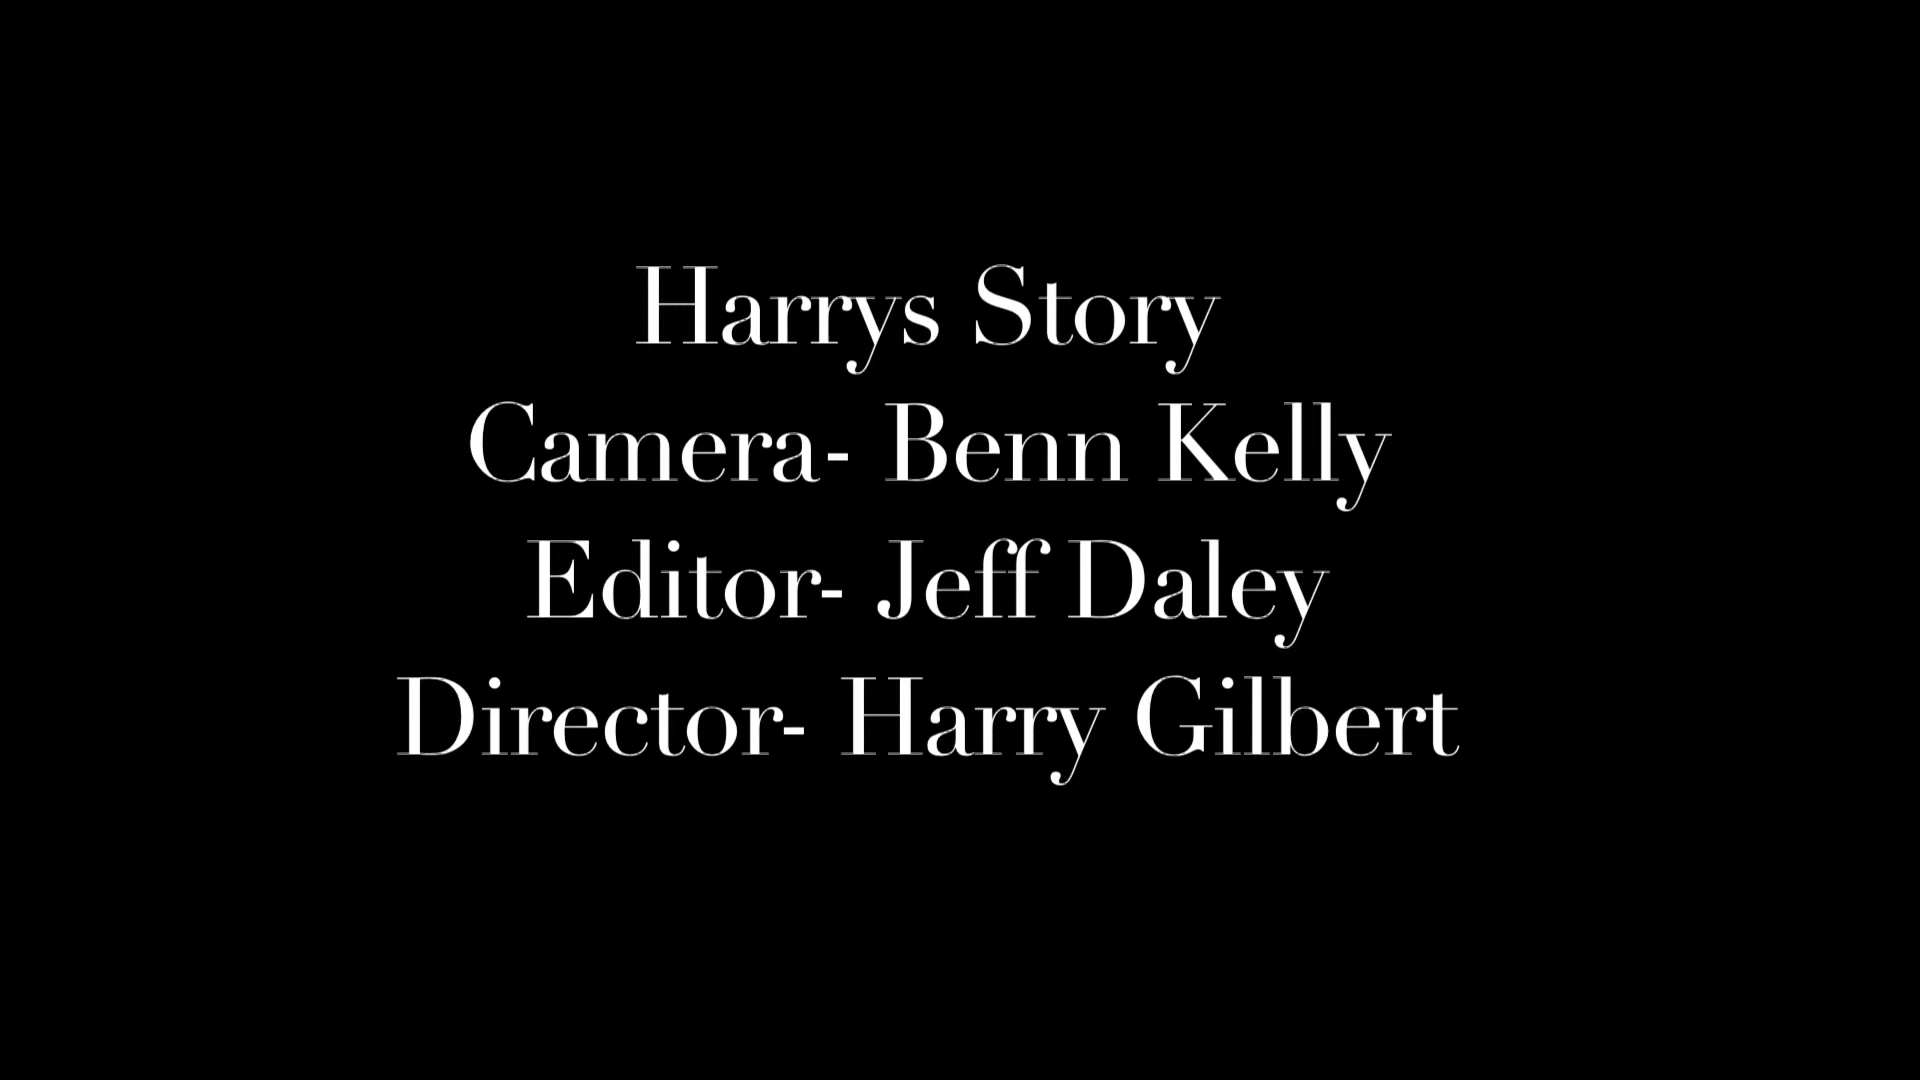 Harrys Story
Camera- Benn Kelly
Editor- Jeff Daley
Director- Harry Gilbert